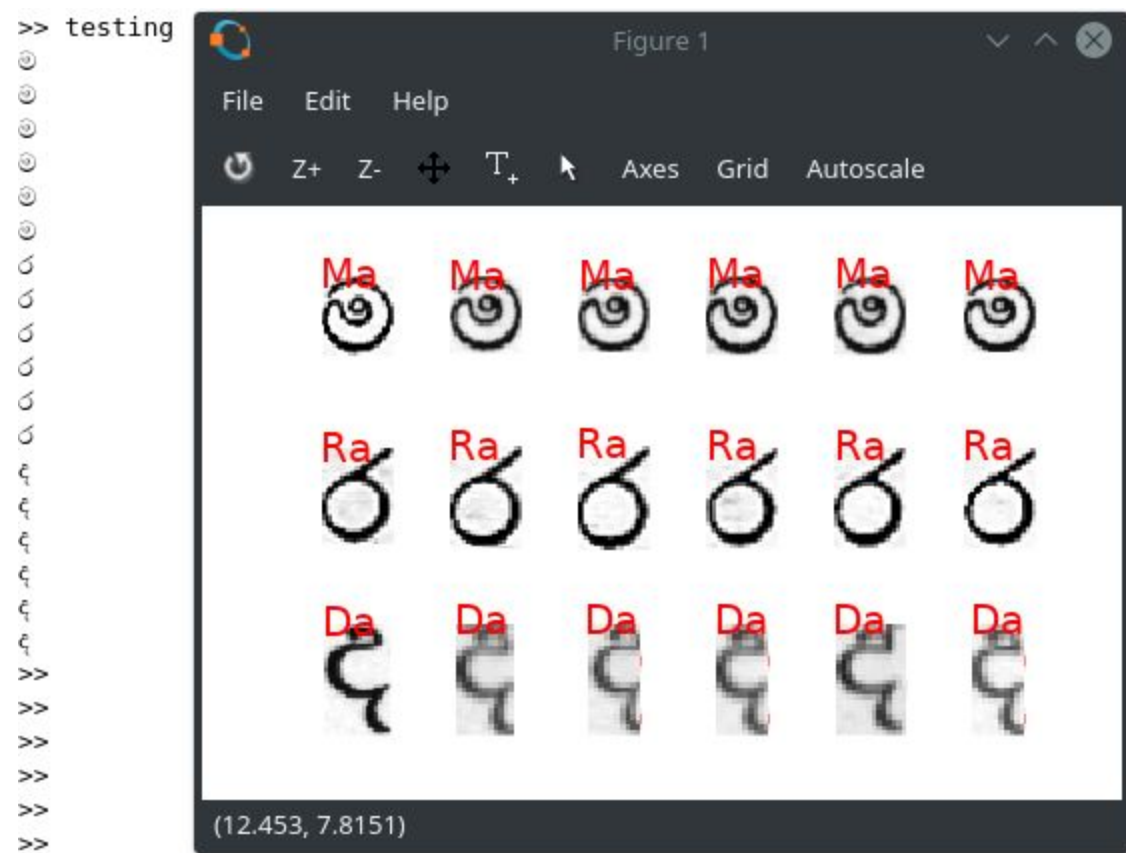 >> testing
ම
ම
ම
ම
ම
ම
ර
ර
ර
ර
ර
ර
ද
ද
ද
ද
ද
ද
>>
>>
>>
>>
>>
>>
Figure 1
File Edit Help
Z+ Z- T+ Axes Grid Autoscale
Ma Ma Ma Ma Ma Ma
ම ම ම ම ම ම
Ra Ra Ra Ra Ra Ra
ර ර ර ර ර ර
Da Da Da Da Da Da
ද ද ද ද ද ද
(12.453, 7.8151)